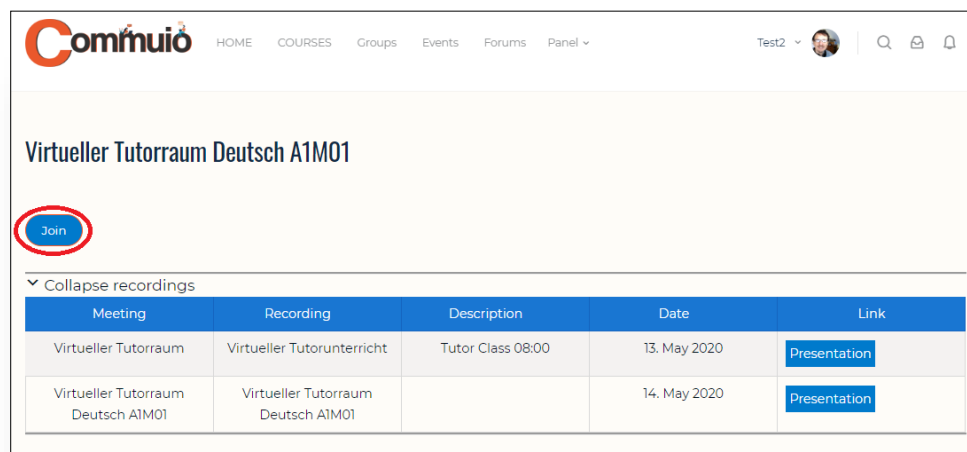 Commuio HOME COURSES Groups Events Forums Panel Test2
Virtueller Tutorraum Deutsch A1M01
Join
Collapse recordings
Meeting Recording Description Date Link
Virtueller Tutorraum Virtueller Tutorunterricht Tutor Class 08:00 13. May 2020 Presentation
Virtueller Tutorraum Virtueller Tutorraum 14. May 2020 Presentation
Deutsch A1M01 Deutsch A1M01